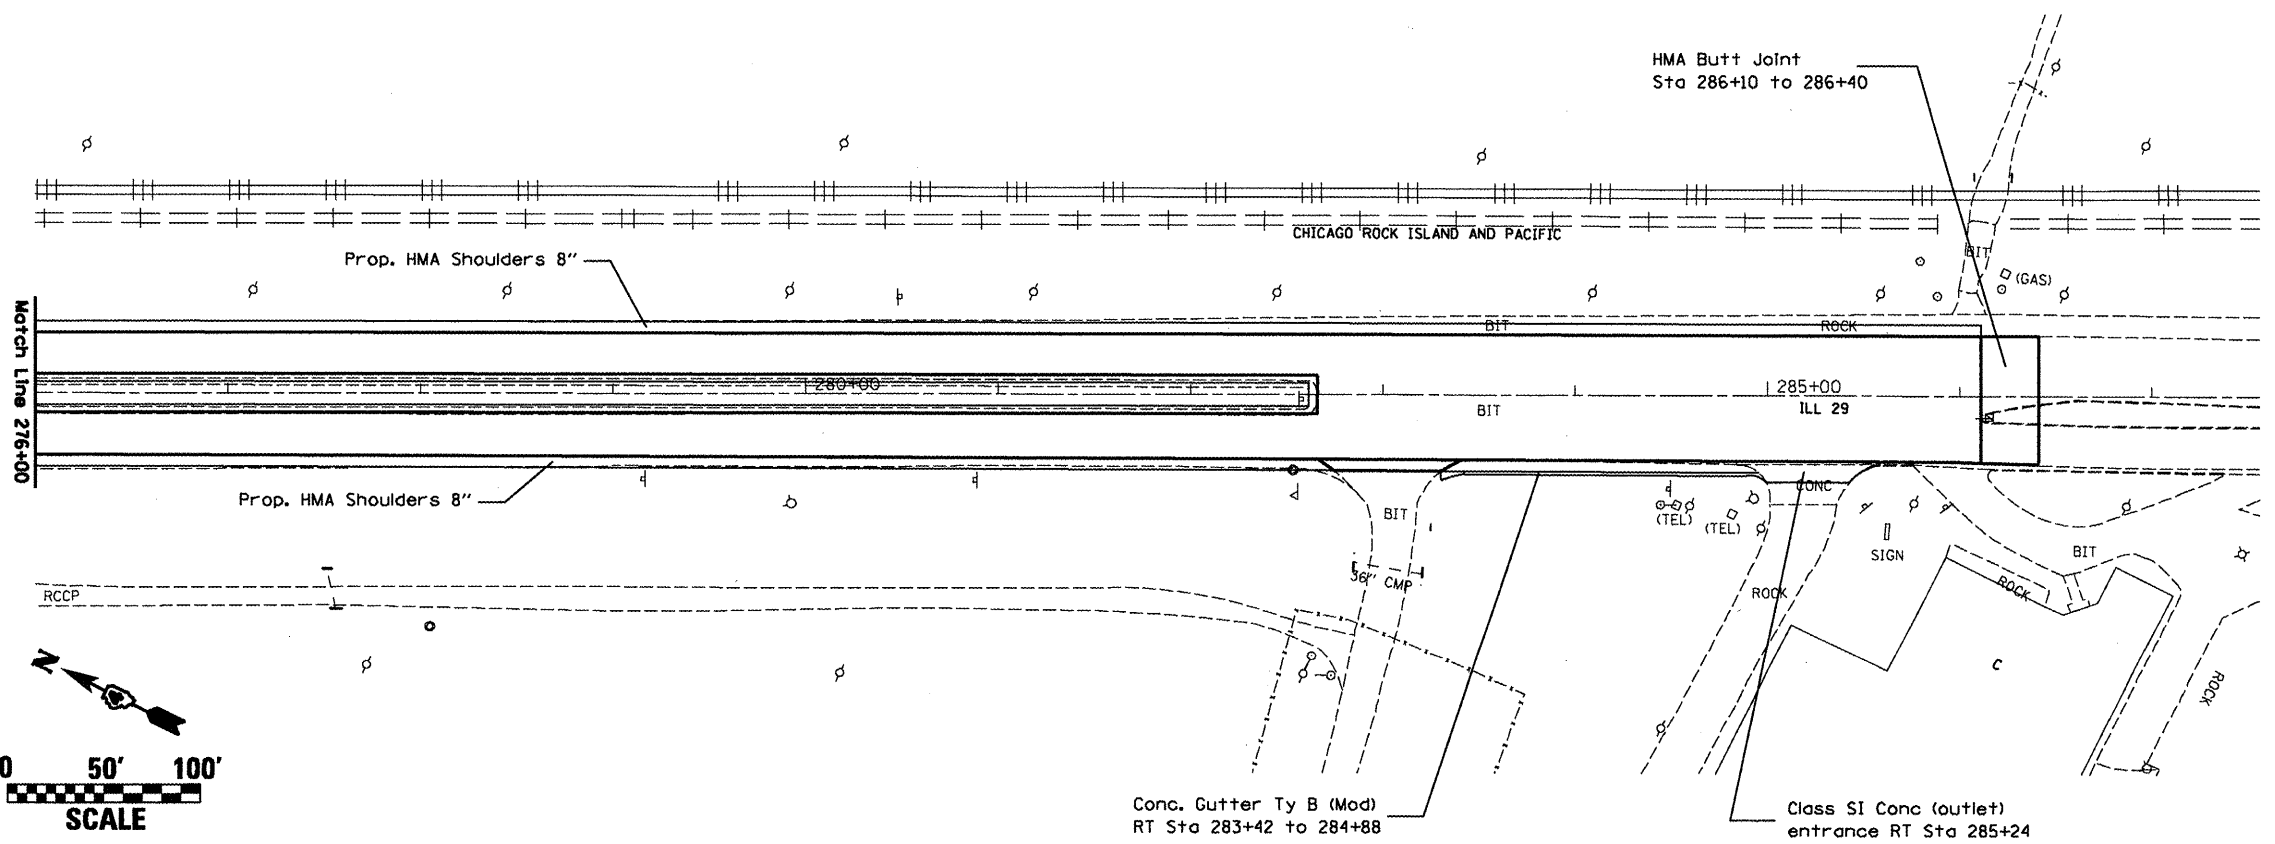 HMA Butt Joint
Sta 286+10 to 286+40
CHICAGO ROCK ISLAND AND PACIFIC
Prop. HMA Shoulders 8"
BIT
(GAS)
Match Line 276+00
BIT
ROCK
280+00
285+00
BIT
ILL 29
Prop. HMA Shoulders 8"
CONC
BIT
(TEL)
(TEL)
SIGN
BIT
36" CMP
RCCP
ROCK
ROCK
C
ROCK
N
0 50' 100'
SCALE
Conc. Gutter Ty B (Mod)
RT Sta 283+42 to 284+88
Class SI Conc (outlet)
entrance RT Sta 285+24